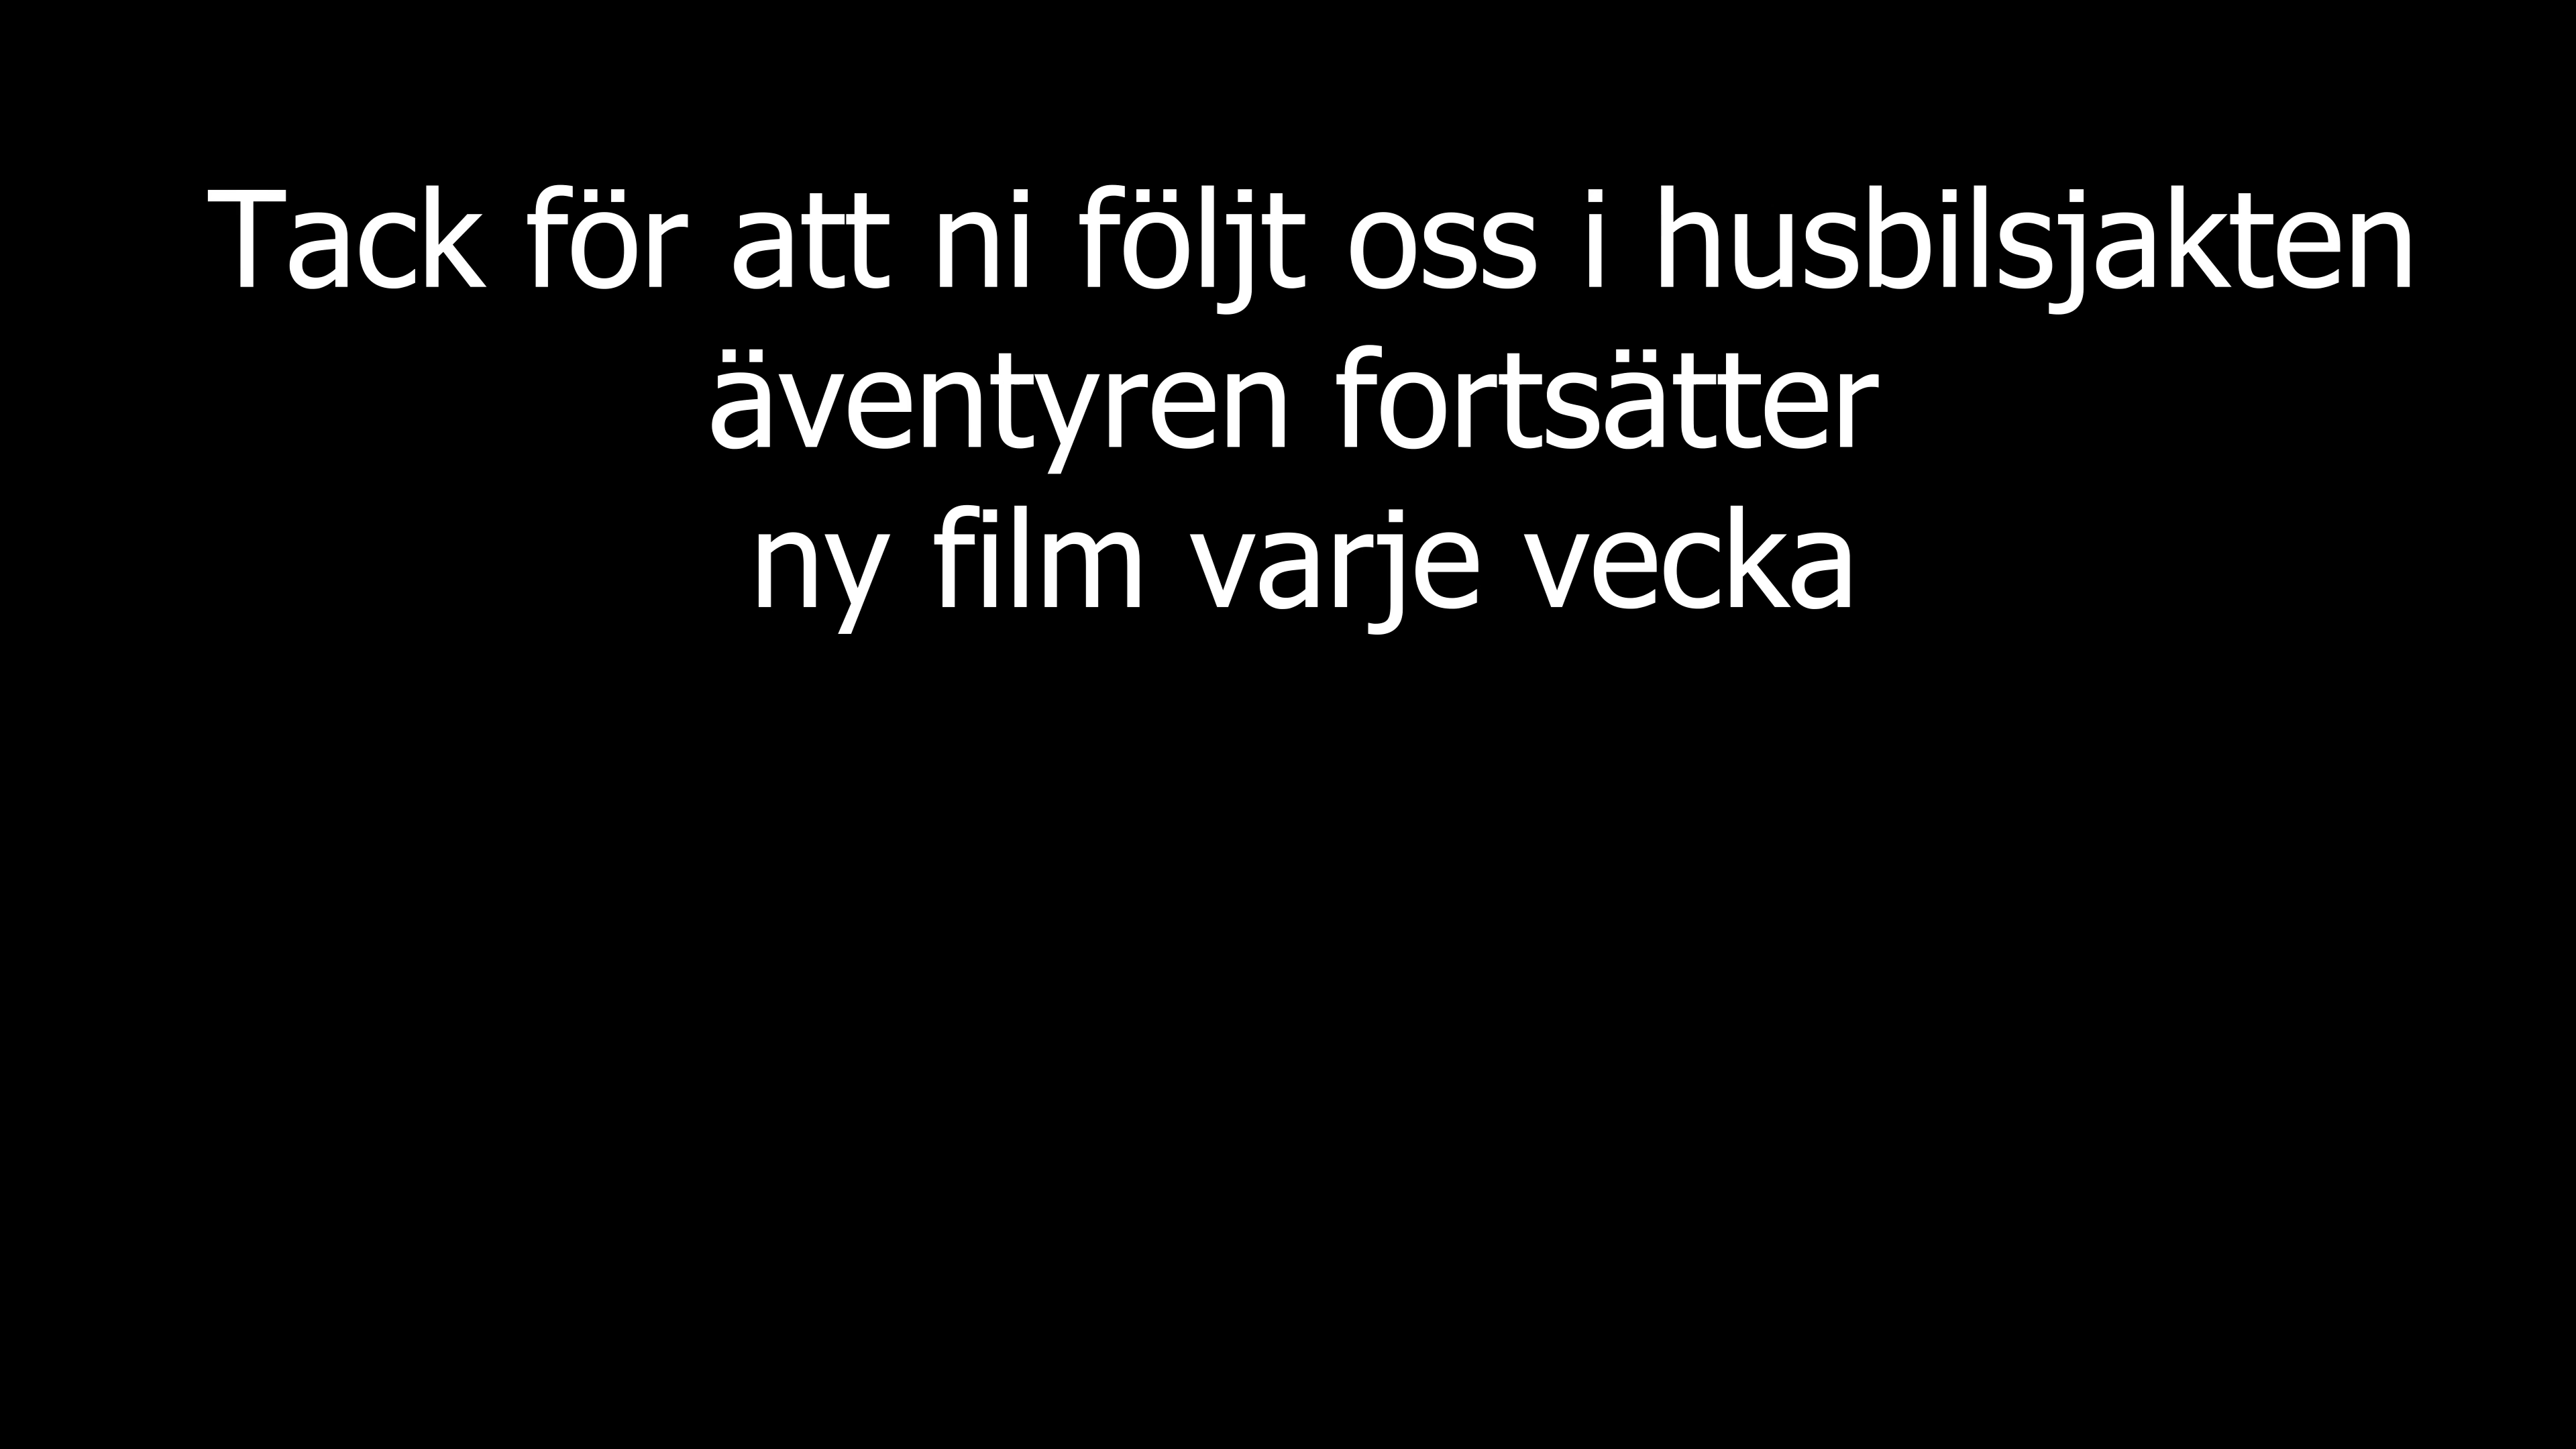 Tack för att ni följt oss i husbilsjakten
äventyren fortsätter
ny film varje vecka